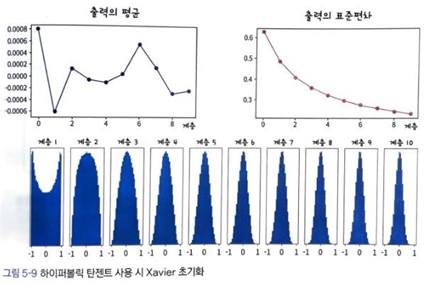 출력의 평균
출력의 표준편차
0.0008
0.0006
0.0004
0.0002
0.0000
-0.0002
-0.0004
-0.0006
0 2 4 6 8 계층
0.6
0.5
0.4
0.3
0 2 4 6 8 계층
계층 1 계층 2 계층 3 계층 4 계층 5 계층 6 계층 7 계층 8 계층 9 계층 10
-1 0 1 -1 0 1 -1 0 1 -1 0 1 -1 0 1 -1 0 1 -1 0 1 -1 0 1 -1 0 1 -1 0 1
그림 5-9 하이퍼볼릭 탄젠트 사용 시 Xavier 초기화